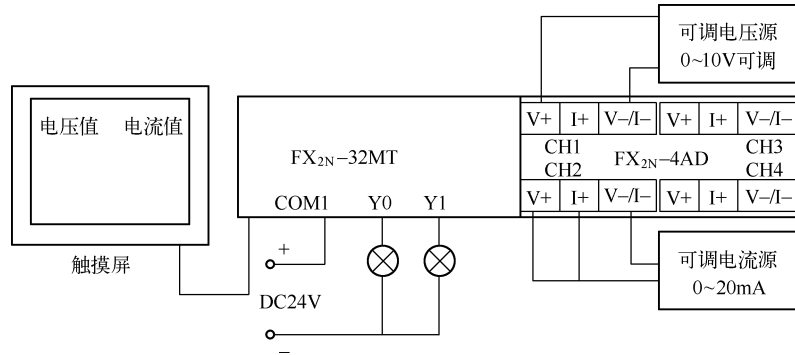 可调电压源
0~10V可调
电压值 电流值
V+ I+ V–/I– V+ I+ V–/I–
CH1 CH3
FX2N–32MT FX2N–4AD
CH2 CH4
V+ I+ V–/I– V+ I+ V–/I–
COM1 Y0 Y1
触摸屏
+
可调电流源
0~20mA
DC24V
–